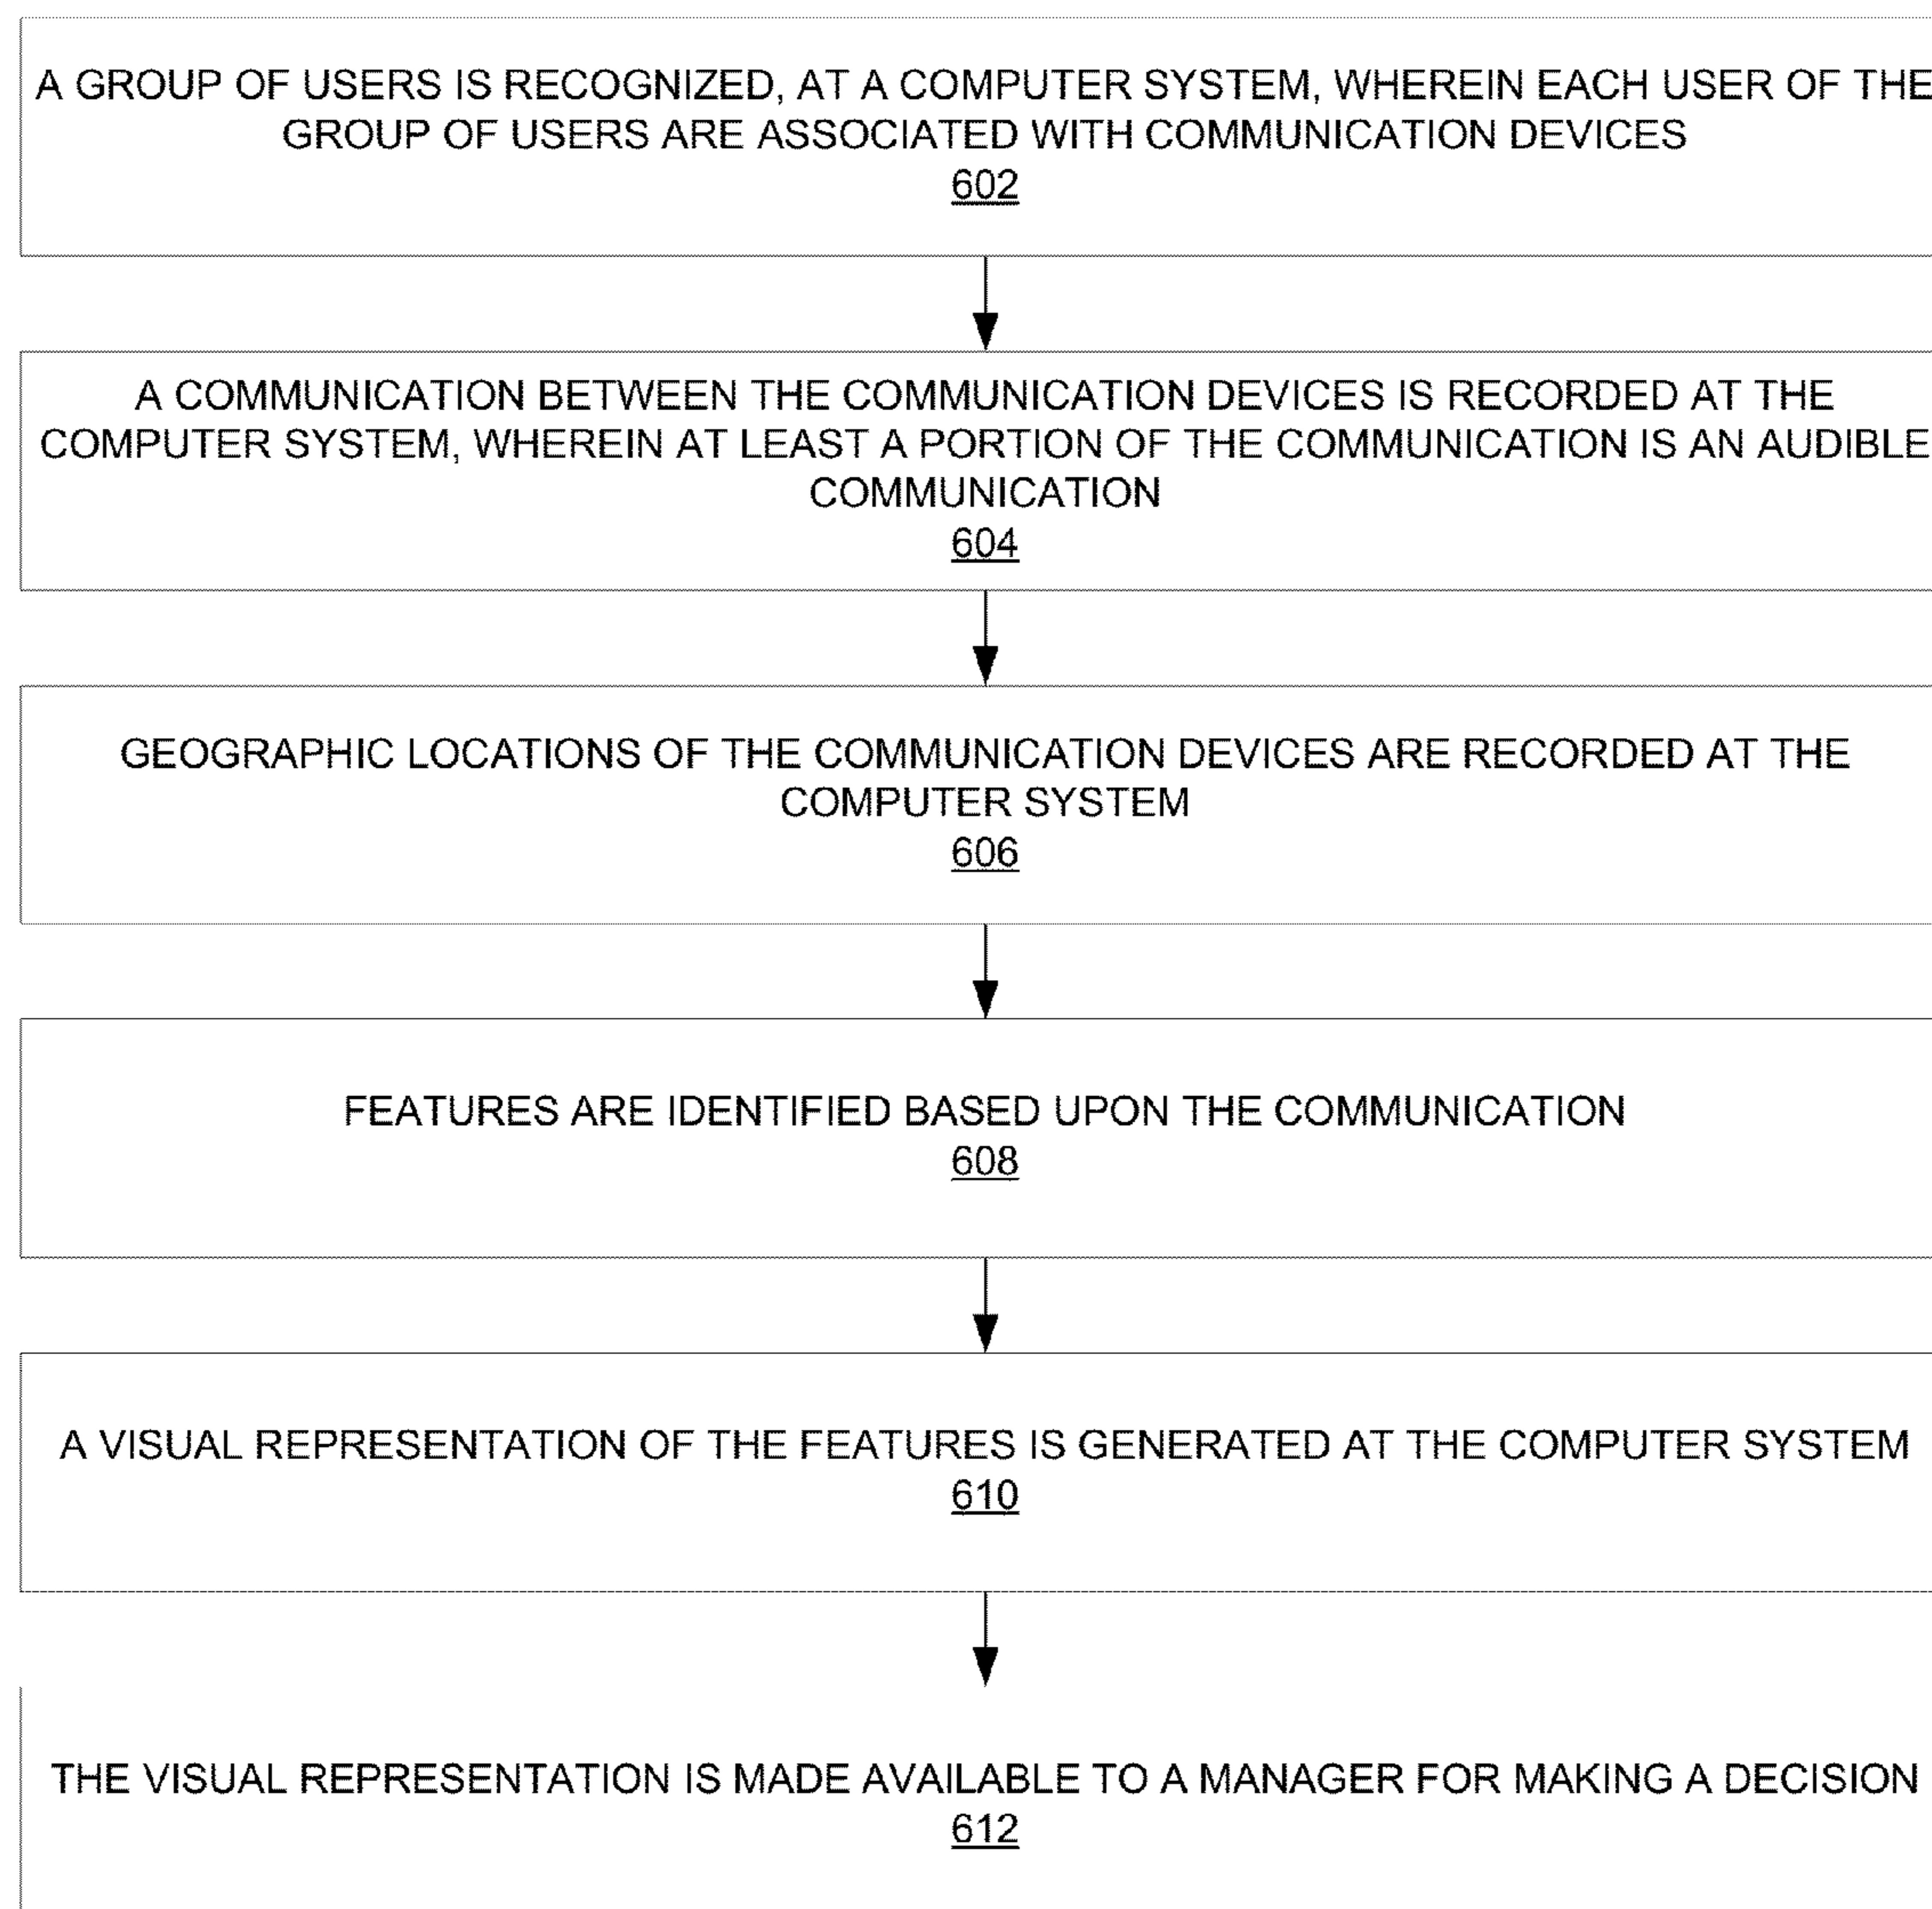 A GROUP OF USERS IS RECOGNIZED, AT A COMPUTER SYSTEM, WHEREIN EACH USER OF THE
GROUP OF USERS ARE ASSOCIATED WITH COMMUNICATION DEVICES
602
A COMMUNICATION BETWEEN THE COMMUNICATION DEVICES IS RECORDED AT THE
COMPUTER SYSTEM, WHEREIN AT LEAST A PORTION OF THE COMMUNICATION IS AN AUDIBLE
COMMUNICATION
604
GEOGRAPHIC LOCATIONS OF THE COMMUNICATION DEVICES ARE RECORDED AT THE
COMPUTER SYSTEM
606
FEATURES ARE IDENTIFIED BASED UPON THE COMMUNICATION
608
A VISUAL REPRESENTATION OF THE FEATURES IS GENERATED AT THE COMPUTER SYSTEM
610
THE VISUAL REPRESENTATION IS MADE AVAILABLE TO A MANAGER FOR MAKING A DECISION
612